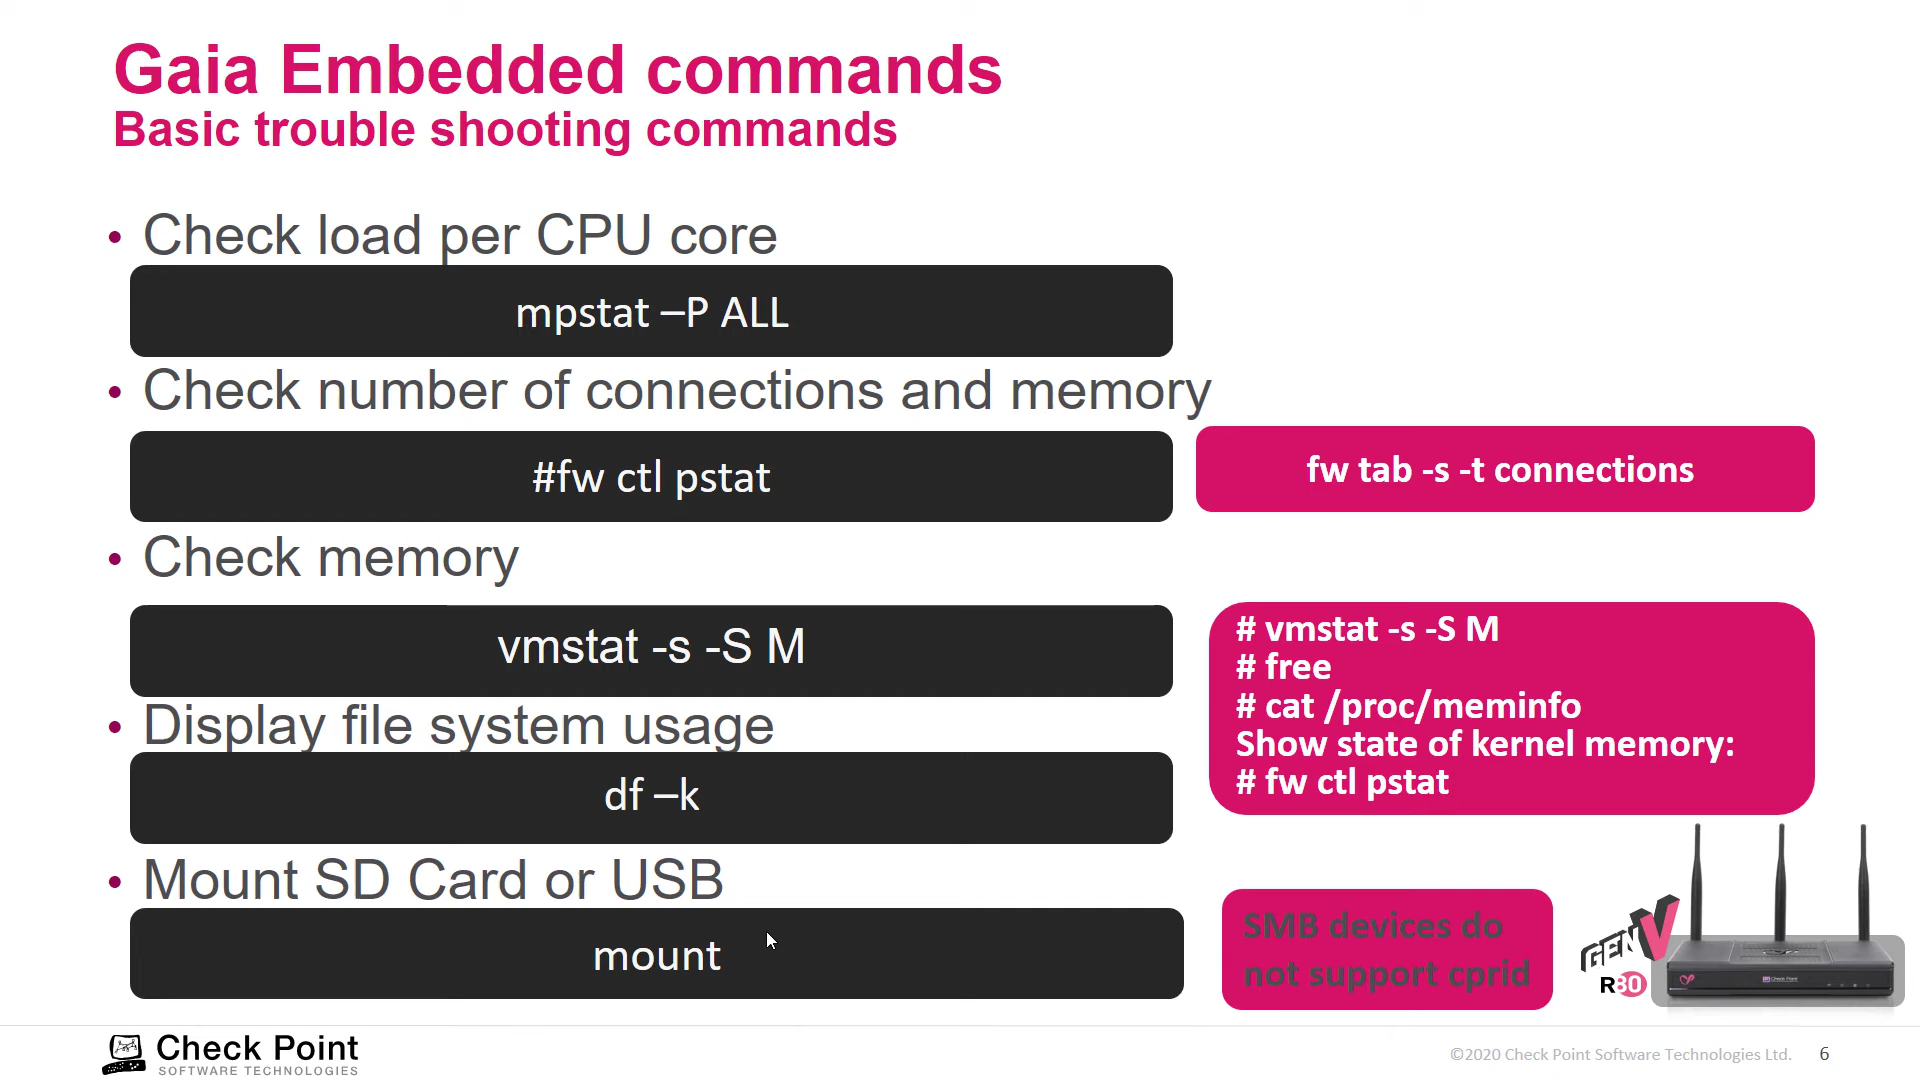 Gaia Embedded commands
Basic trouble shooting commands
• Check load per CPU core
mpstat –P ALL
• Check number of connections and memory
#fw ctl pstat
fw tab -s -t connections
• Check memory
vmstat -s -S M
# vmstat -s -S M
# free
# cat /proc/meminfo
Show state of kernel memory:
# fw ctl pstat
• Display file system usage
df –k
• Mount SD Card or USB
mount
SMB devices do
not support cprid
GEN V
R80
Check Point
Check Point
SOFTWARE TECHNOLOGIES
©2020 Check Point Software Technologies Ltd.
6